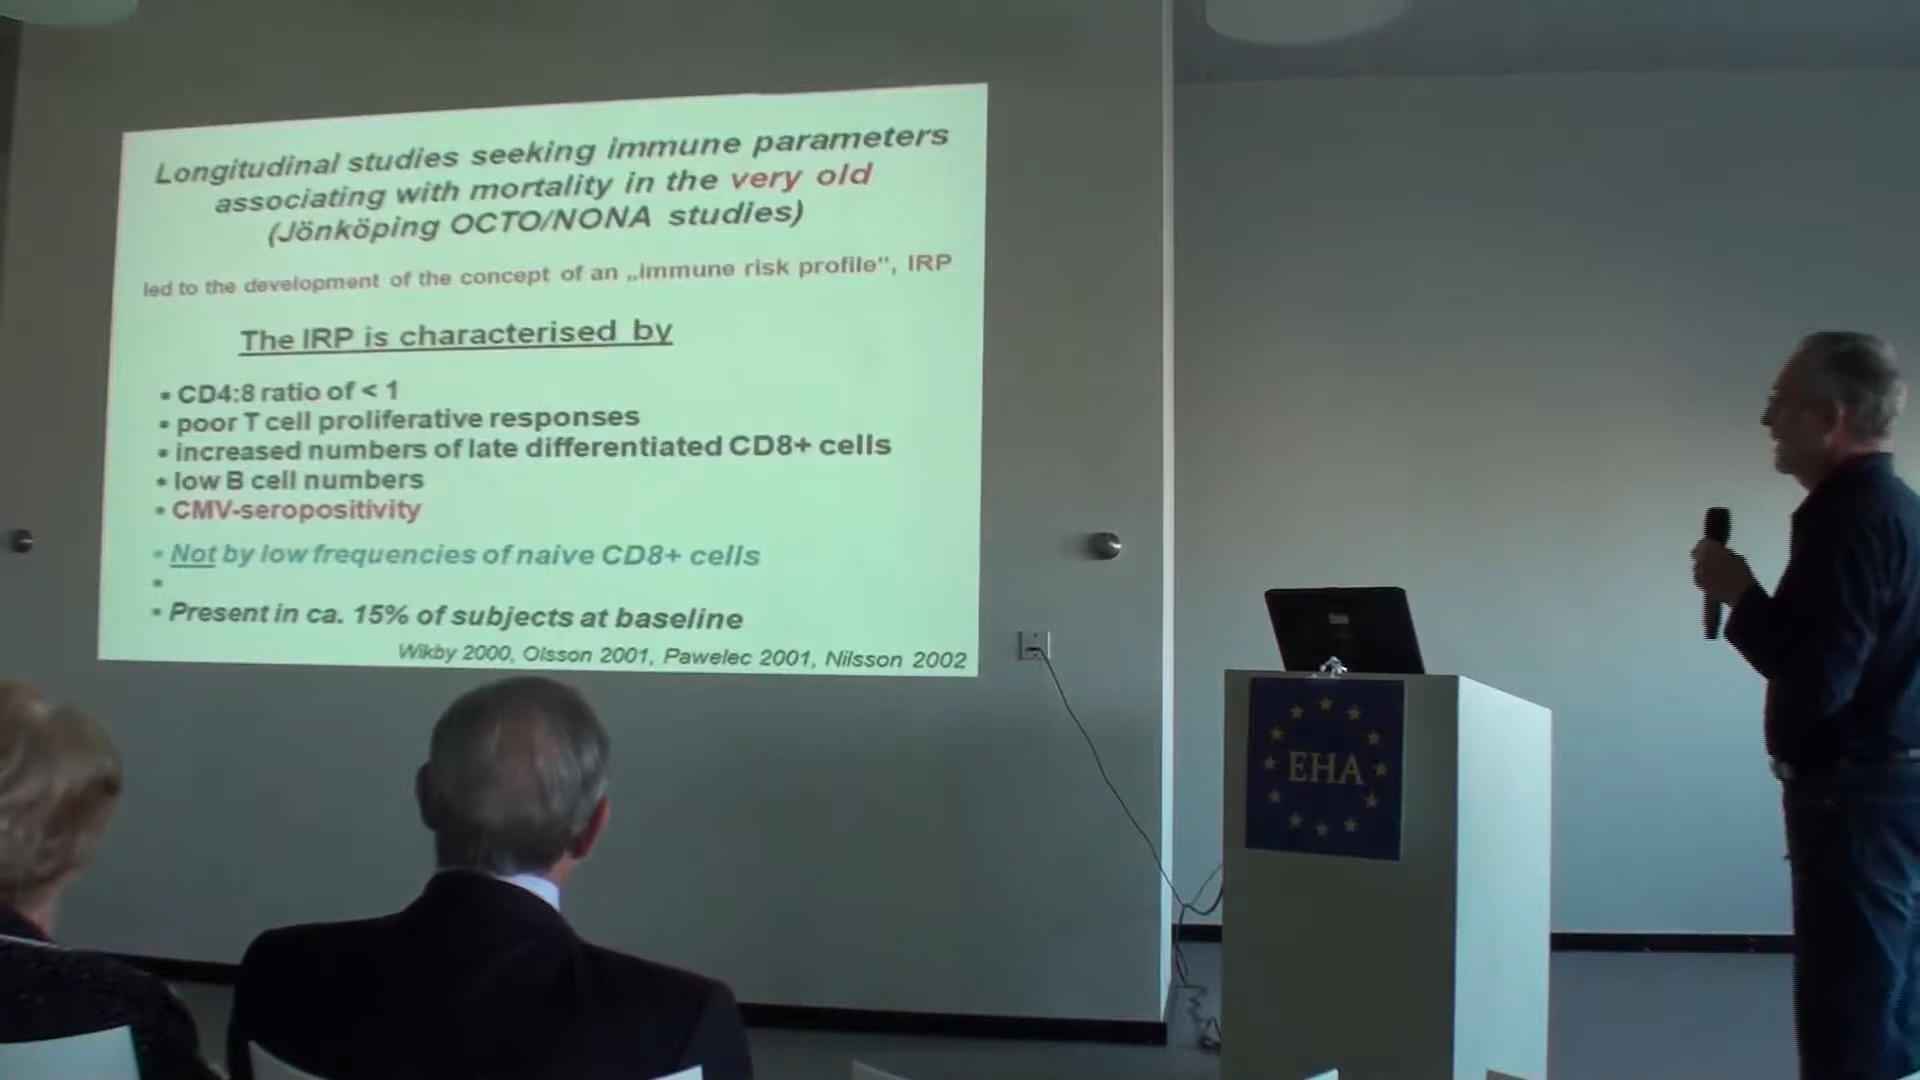 Longitudinal studies seeking immune parameters
associating with mortality in the very old
(Jönköping OCTO/NONA studies)
led to the development of the concept of an „immune risk profile", IRP
The IRP is characterised by
• CD4:8 ratio of < 1
• poor T cell proliferative responses
• increased numbers of late differentiated CD8+ cells
• low B cell numbers
• CMV-seropositivity
• Not by low frequencies of naive CD8+ cells
•
• Present in ca. 15% of subjects at baseline
Wikby 2000, Olsson 2001, Pawelec 2001, Nilsson 2002
EHA